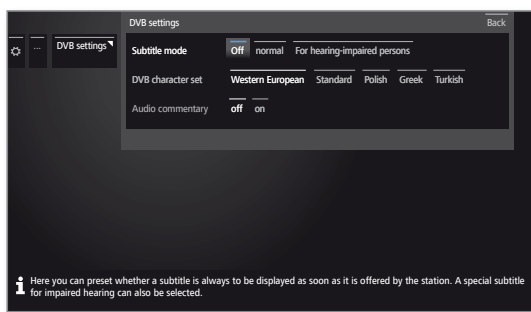 DVB settings Back
... DVB settings
Subtitle mode Off normal For hearing-impaired persons
DVB character set Western European Standard Polish Greek Turkish
Audio commentary off on
Here you can preset whether a subtitle is always to be displayed as soon as it is offered by the station. A special subtitle
for impaired hearing can also be selected.